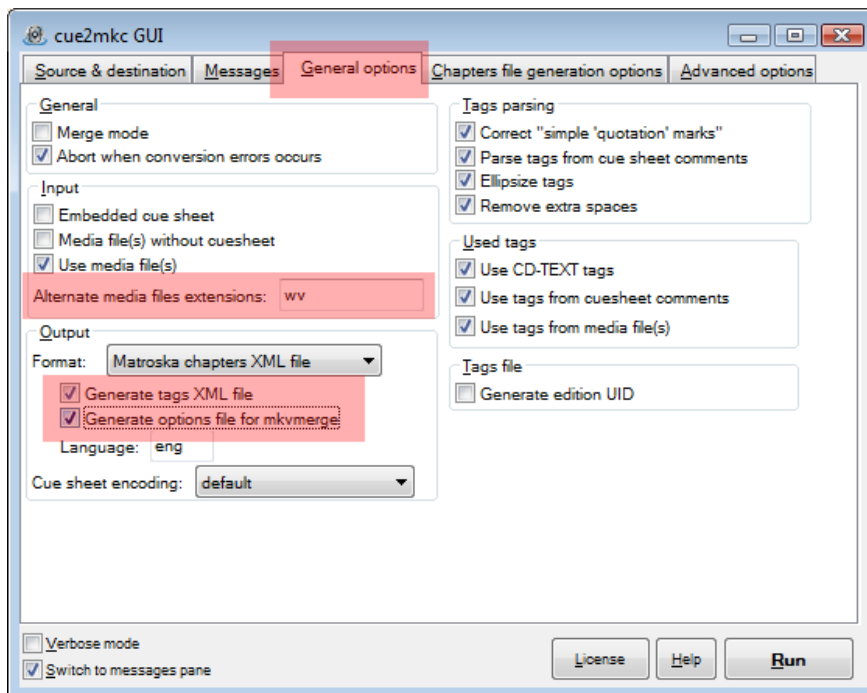 cue2mkc GUI
Source & destination
Messages
General options
Chapters file generation options
Advanced options
General
Merge mode
Abort when conversion errors occurs
Input
Embedded cue sheet
Media file(s) without cuesheet
Use media file(s)
Alternate media files extensions: wv
Output
Format: Matroska chapters XML file
Generate tags XML file
Generate options file for mkvmerge
Language: eng
Cue sheet encoding: default
Tags parsing
Correct "simple 'quotation' marks"
Parse tags from cue sheet comments
Ellipsize tags
Remove extra spaces
Used tags
Use CD-TEXT tags
Use tags from cuesheet comments
Use tags from media file(s)
Tags file
Generate edition UID
Verbose mode
Switch to messages pane
License
Help
Run